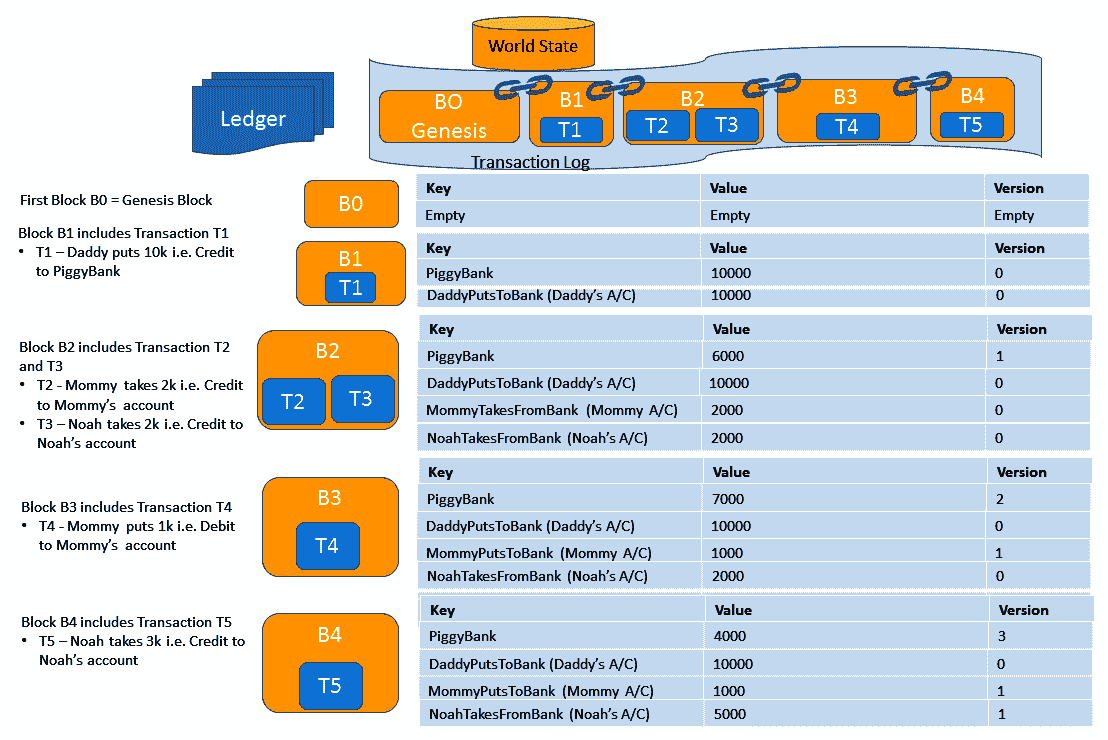 World State
Ledger
BO
Genesis
B1
T1
B2
T2 T3
B3
T4
B4
T5
Transaction Log
First Block B0 = Genesis Block
B0
Key Value Version
Empty Empty Empty
Block B1 includes Transaction T1
• T1 – Daddy puts 10k i.e. Credit
to PiggyBank
B1
T1
Key Value Version
PiggyBank 10000 0
DaddyPutsToBank (Daddy's A/C) 10000 0
Block B2 includes Transaction T2
and T3
• T2 - Mommy takes 2k i.e. Credit
to Mommy's account
• T3 – Noah takes 2k i.e. Credit to
Noah's account
B2
T2 T3
Key Value Version
PiggyBank 6000 1
DaddyPutsToBank (Daddy's A/C) 10000 0
MommyTakesFromBank (Mommy A/C) 2000 0
NoahTakesFromBank (Noah's A/C) 2000 0
Block B3 includes Transaction T4
• T4 - Mommy puts 1k i.e. Debit
to Mommy's account
B3
T4
Key Value Version
PiggyBank 7000 2
DaddyPutsToBank (Daddy's A/C) 10000 0
MommyPutsToBank (Mommy A/C) 1000 1
NoahTakesFromBank (Noah's A/C) 2000 0
Block B4 includes Transaction T5
• T5 – Noah takes 3k i.e. Credit to
Noah's account
B4
T5
Key Value Version
PiggyBank 4000 3
DaddyPutsToBank (Daddy's A/C) 10000 0
MommyPutsToBank (Mommy A/C) 1000 1
NoahTakesFromBank (Noah's A/C) 5000 1